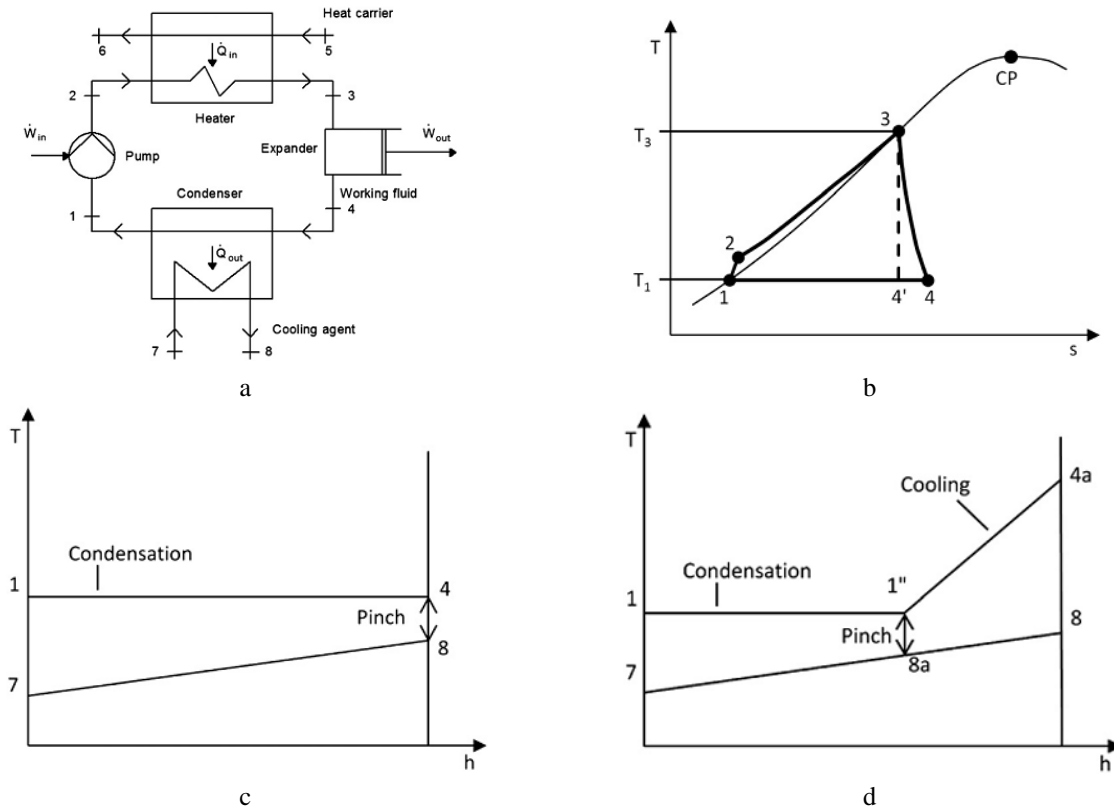 Heat carrier
6
5
Q̇in
2
3
Heater
Ẇin
Pump
Expander
Ẇout
Condenser
Working fluid
1
4
Q̇out
Cooling agent
7
8
a
T
CP
3
T3
2
T1
1
4'
4
s
b
T
Condensation
1
4
Pinch
8
7
h
c
T
4a
Cooling
Condensation
1"
1
8
Pinch
7
8a
h
d